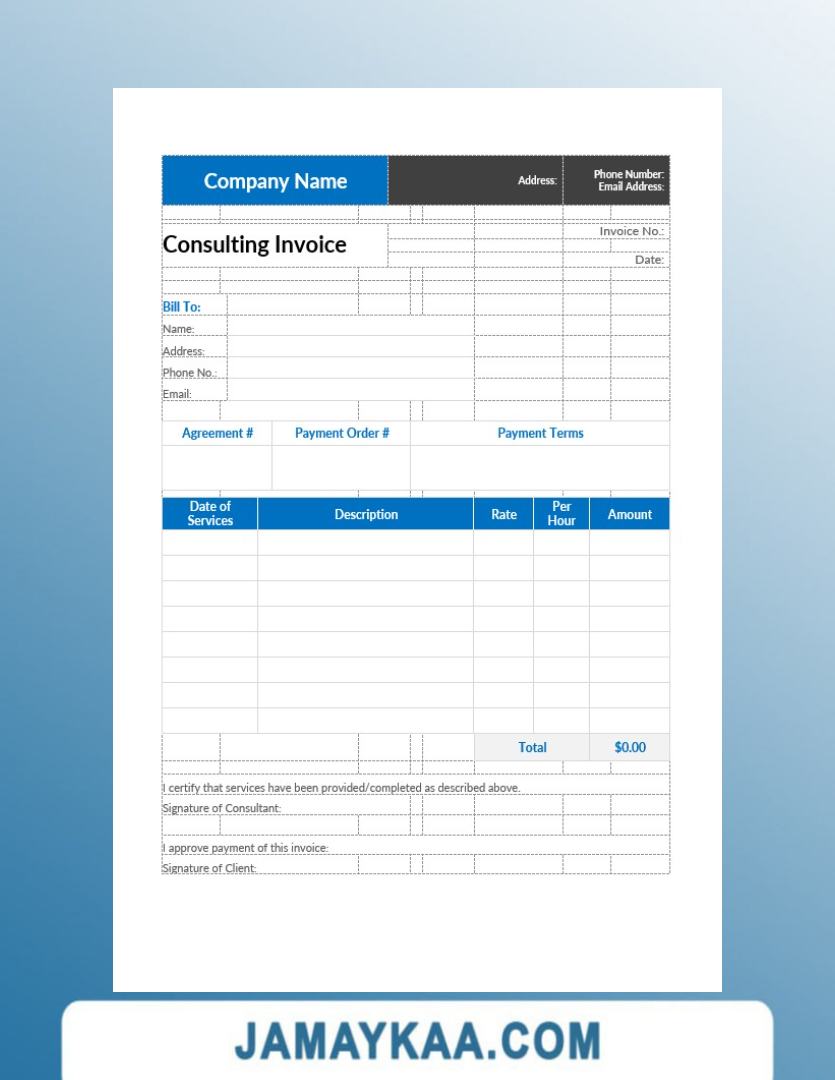 Company Name
Address:
Phone Number:
Email Address:
Consulting Invoice
Invoice No.:
Date:
Bill To:
Name:
Address:
Phone No.:
Email:
Agreement # Payment Order # Payment Terms
Date of Services Description Rate Per Hour Amount
Total $0.00
I certify that services have been provided/completed as described above.
Signature of Consultant:
I approve payment of this invoice:
Signature of Client:
JAMAYKAA.COM